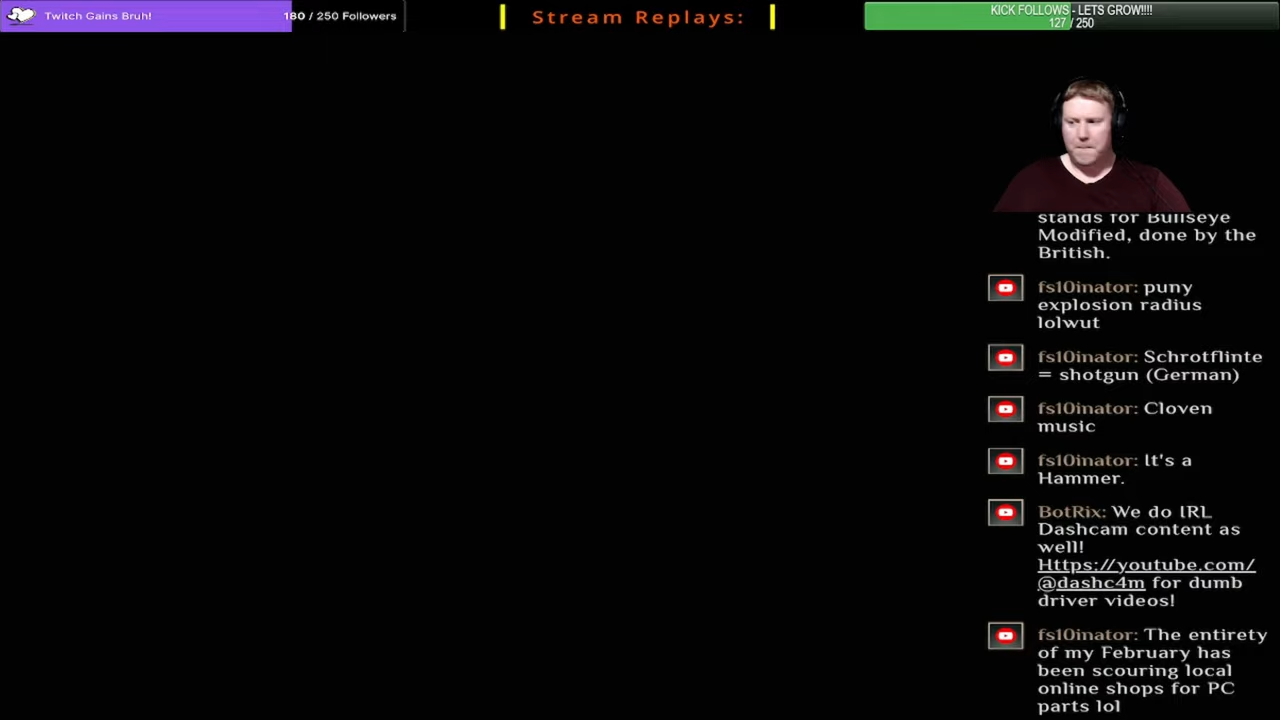 Twitch Gains Bruh!
180 / 250 Followers
Stream Replays:
KICK FOLLOWS - LETS GROW!!!!
127 / 250
stands for Bullseye
Modified, done by the
British.
fs10inator: puny
explosion radius
lolwut
fs10inator: Schrotflinte
= shotgun (German)
fs10inator: Cloven
music
fs10inator: It's a
Hammer.
BotRix: We do IRL
Dashcam content as
well!
Https://youtube.com/
@dashc4m for dumb
driver videos!
fs10inator: The entirety
of my February has
been scouring local
online shops for PC
parts lol